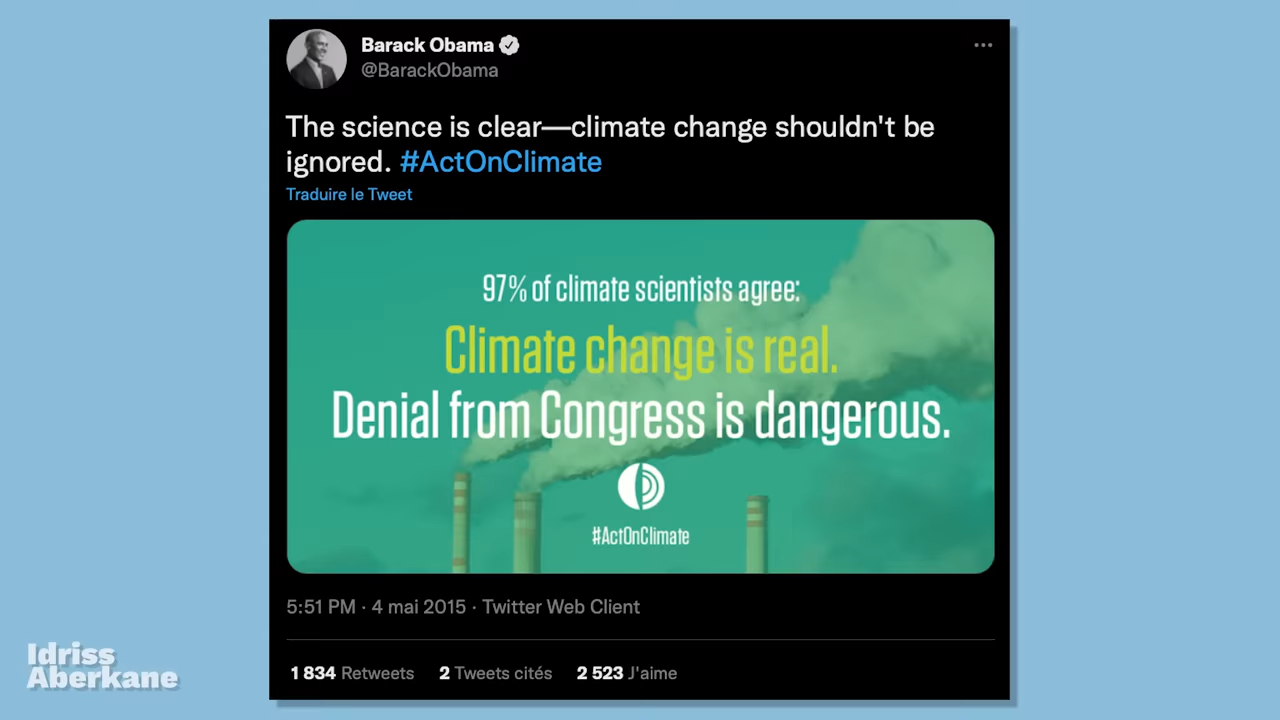 Barack Obama
@BarackObama
The science is clear—climate change shouldn't be
ignored. #ActOnClimate
Traduire le Tweet
97% of climate scientists agree:
Climate change is real.
Denial from Congress is dangerous.
#ActOnClimate
5:51 PM · 4 mai 2015 · Twitter Web Client
1 834 Retweets 2 Tweets cités 2 523 J'aime
Idriss
Aberkane